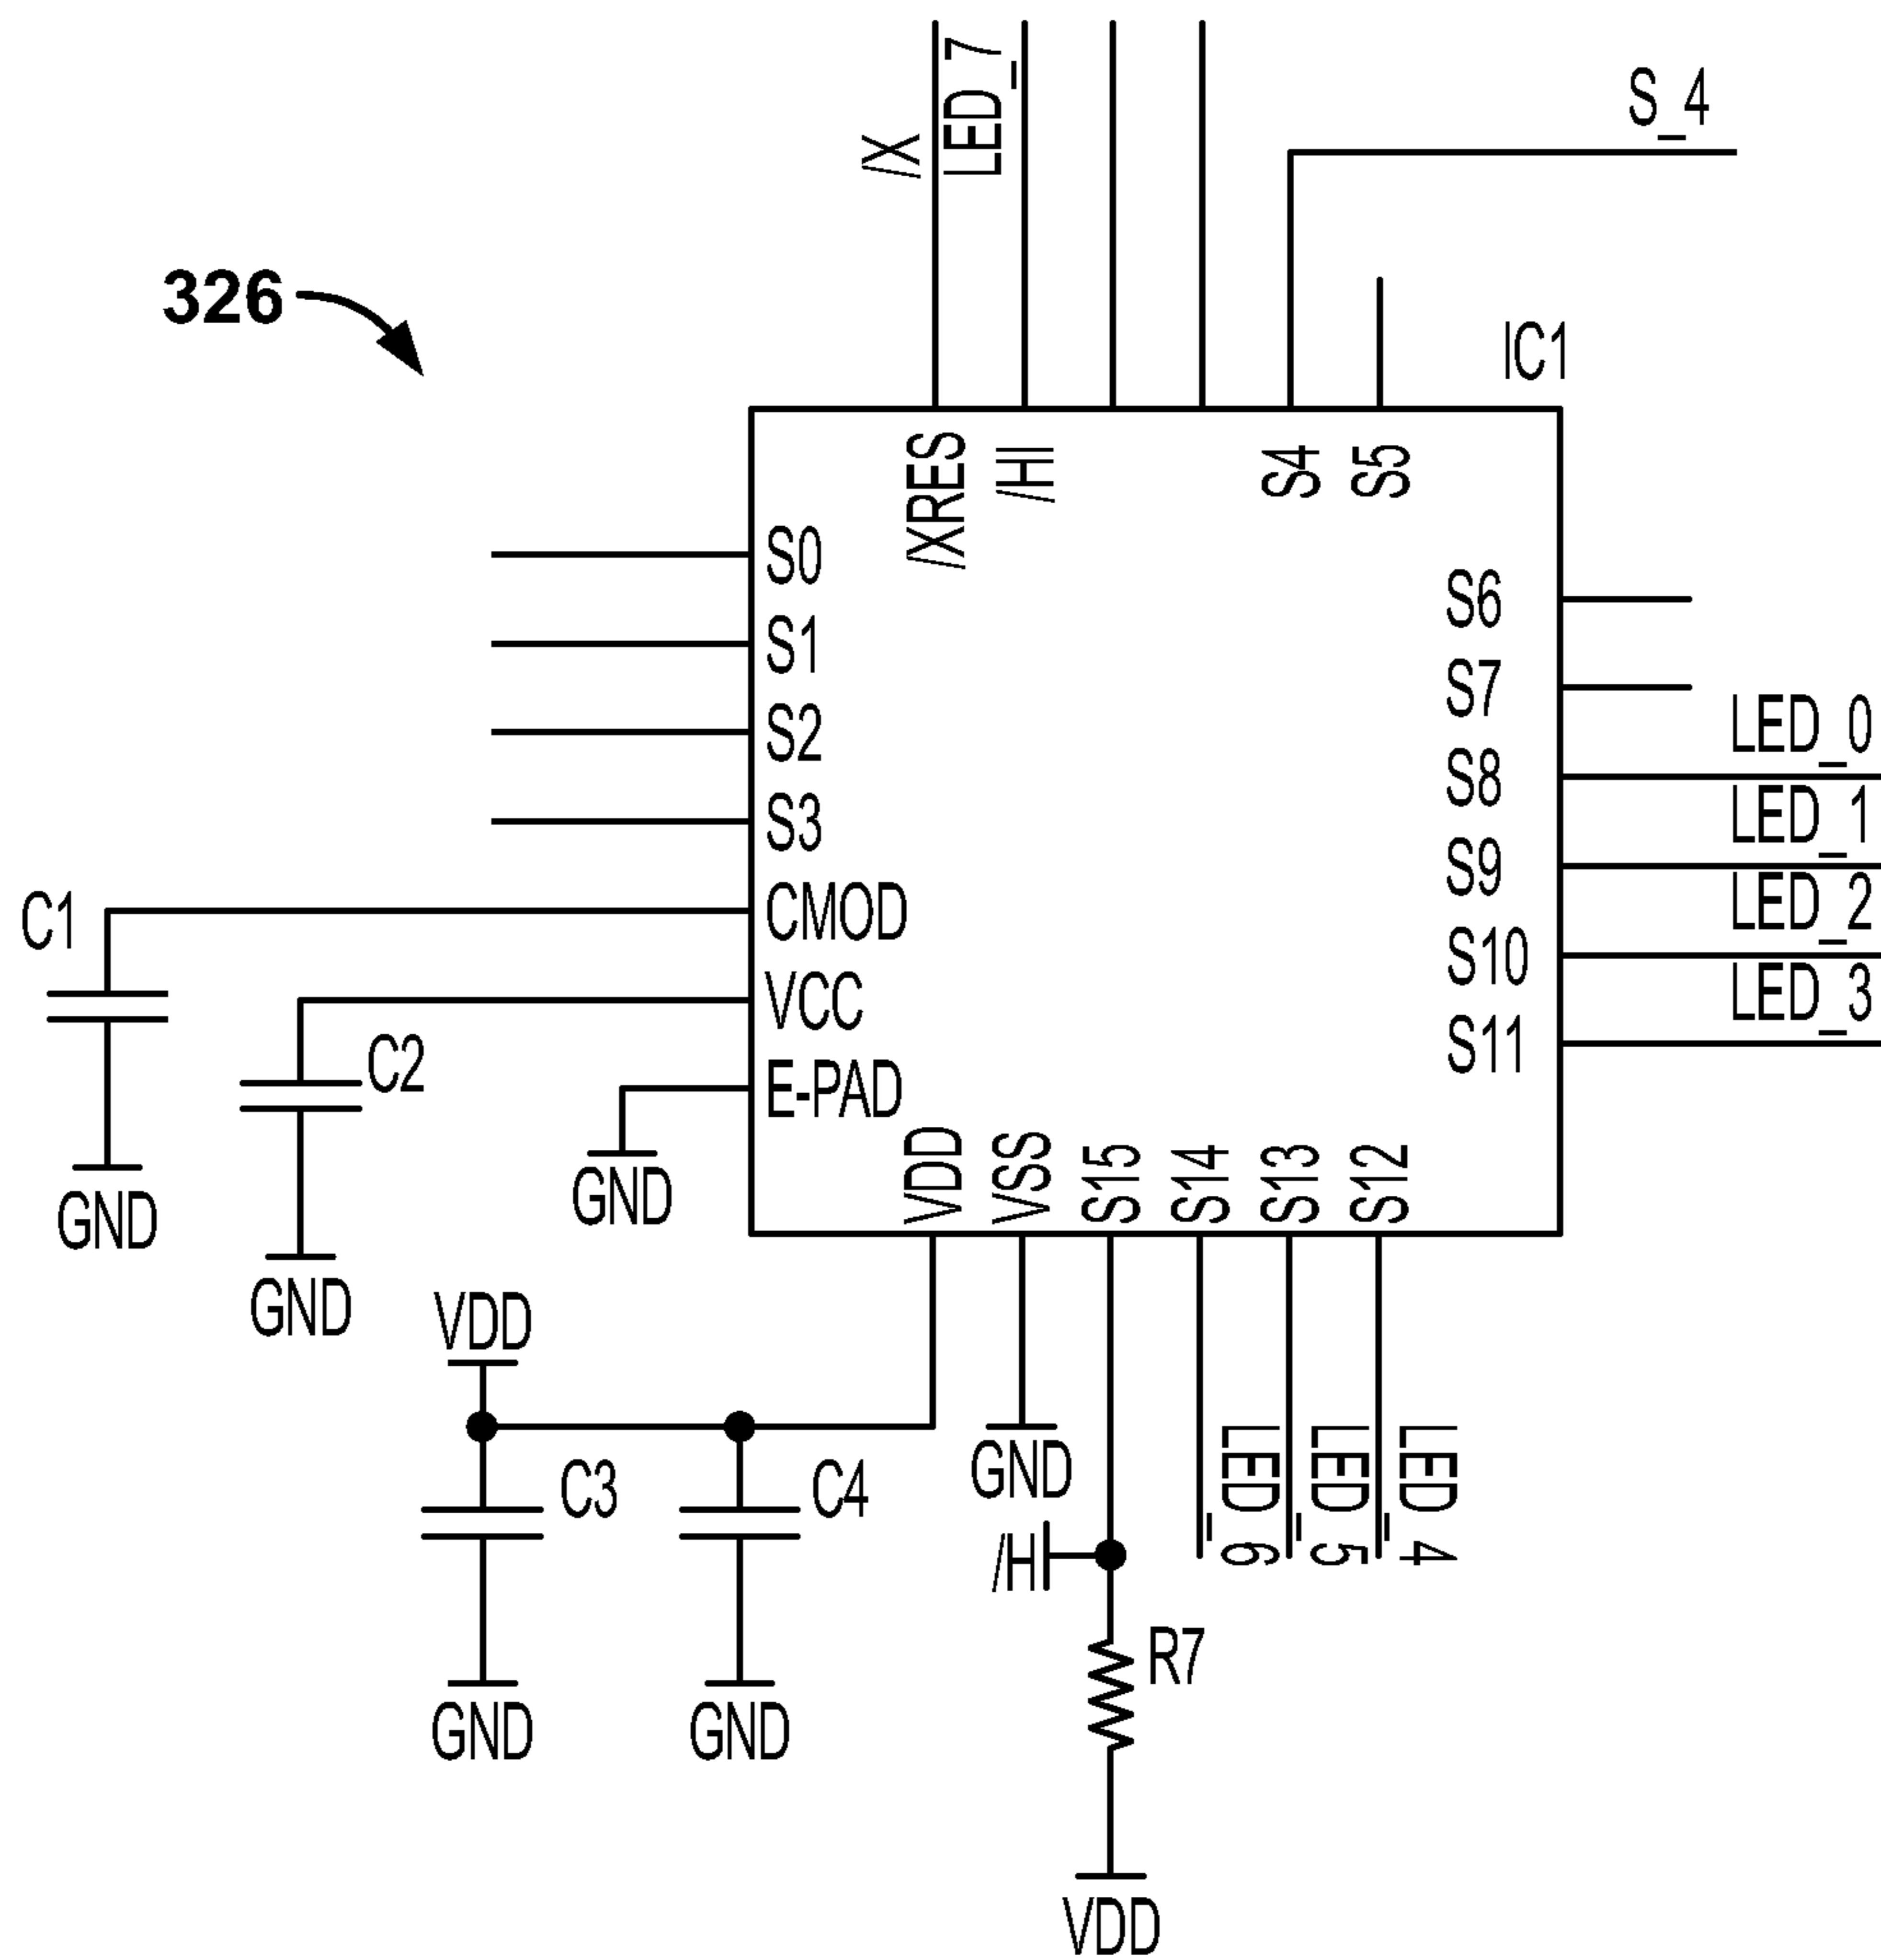 /X
LED_7
S_4
326
IC1
/XRES
/HI
S4
S5
S0
S1
S2
S3
CMOD
VCC
E-PAD
S6
S7
S8
S9
S10
S11
LED_0
LED_1
LED_2
LED_3
C1
GND
C2
GND
GND
VDD
VSS
S15
S14
S13
S12
VDD
C3
C4
GND
GND
GND
/H
LED_6
LED_5
LED_4
R7
VDD